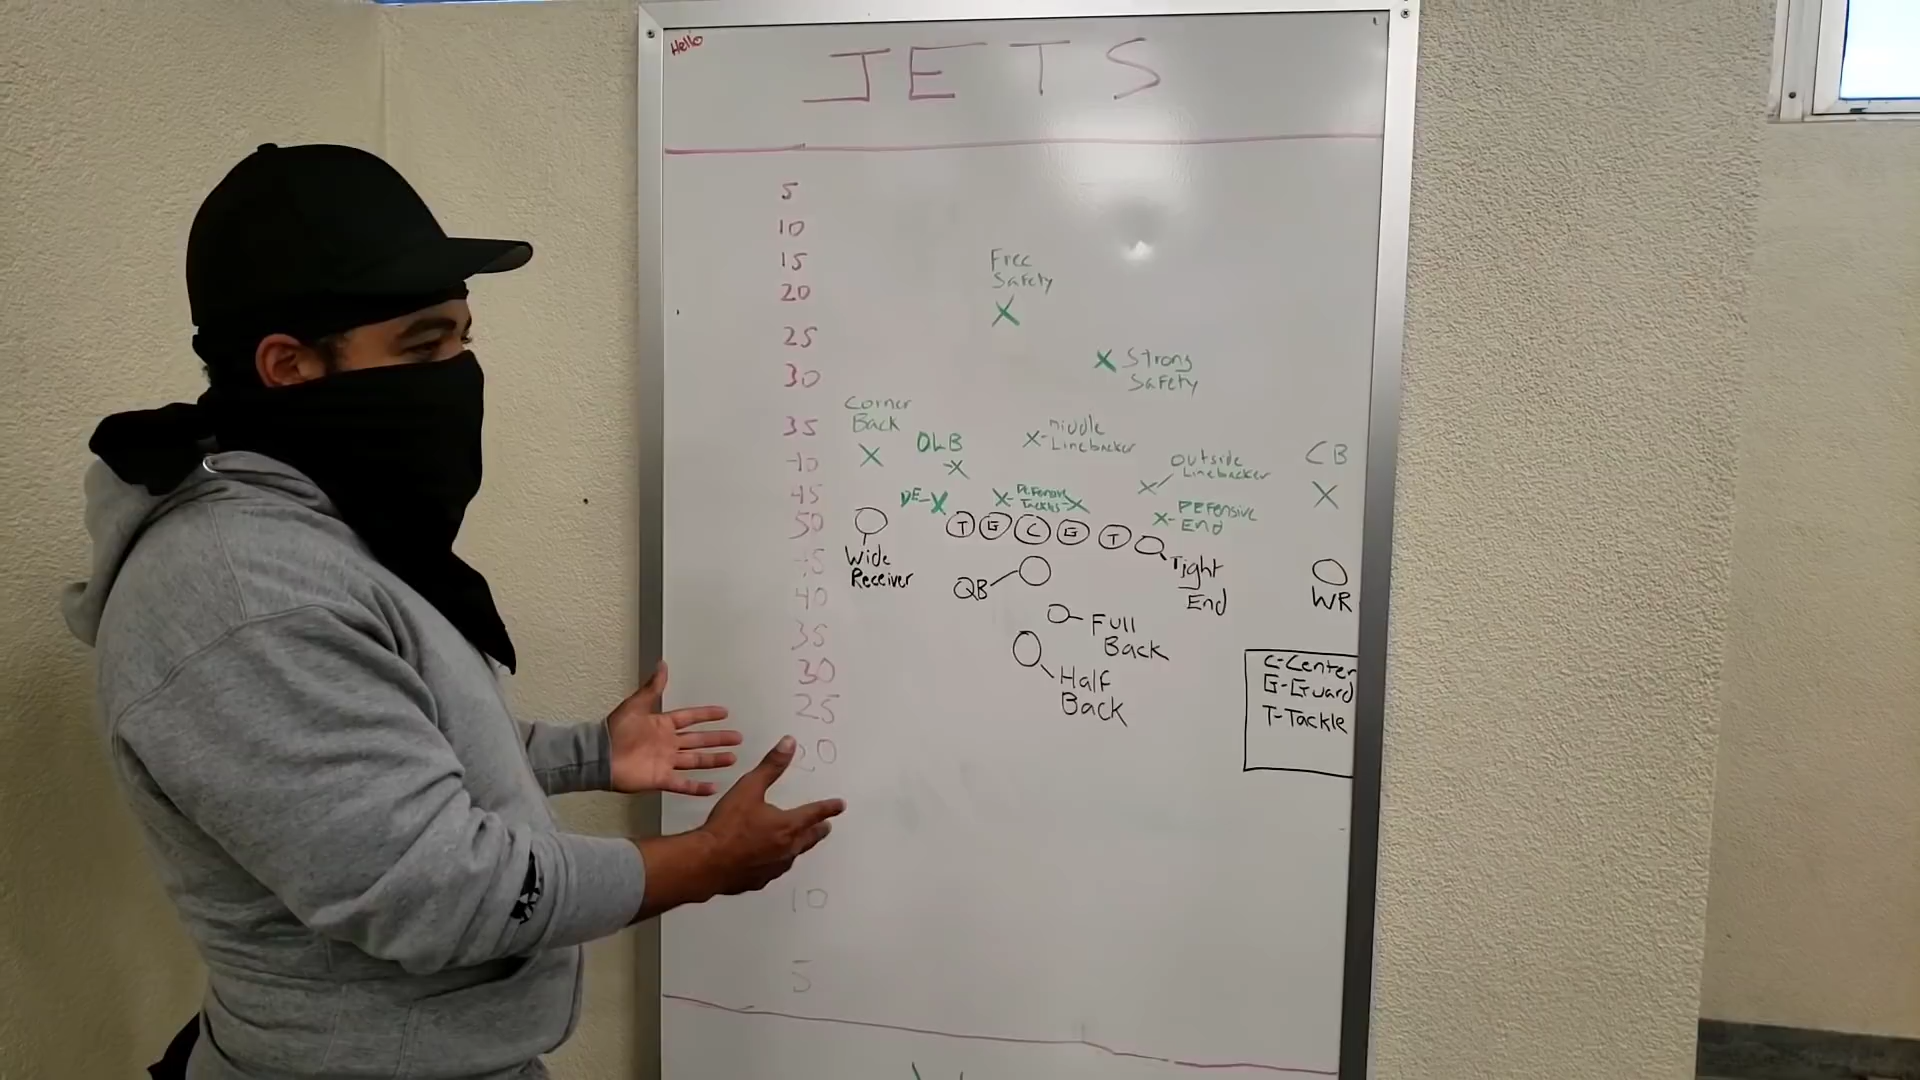 Hello
JETS
5
10
15
20
25
30
35
40
45
50
45
40
35
30
25
20
10
5
Free
Safety
X
X Strong
Safety
Corner
Back
X
OLB
-X
X- Middle
Linebacker
Outside
Linebacker
X
CB
X
DE-X
X- Defensive
Tackles -X
X- Defensive
End
T G C G T
Wide
Receiver
QB
Tight
End
WR
Full
Back
Half
Back
C-Center
G-Guard
T-Tackle